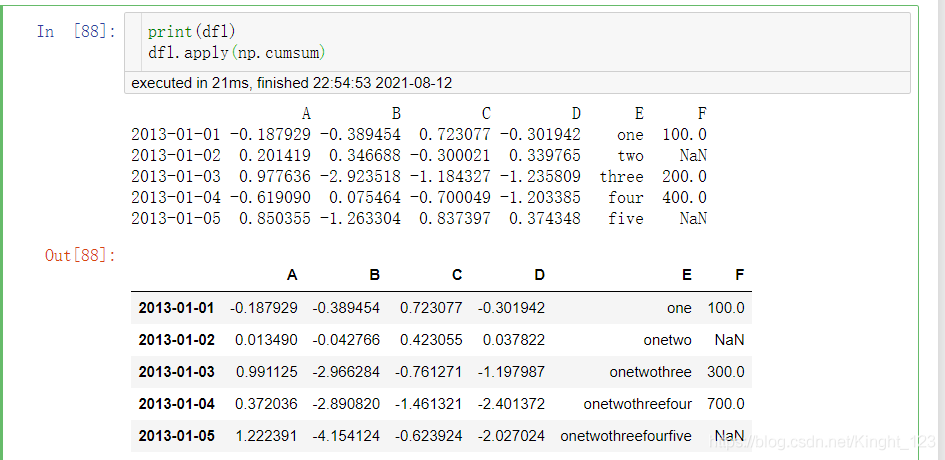 In [88]:
print(df1)
df1.apply(np.cumsum)
executed in 21ms, finished 22:54:53 2021-08-12
A B C D E F
2013-01-01 -0.187929 -0.389454 0.723077 -0.301942 one 100.0
2013-01-02 0.201419 0.346688 -0.300021 0.339765 two NaN
2013-01-03 0.977636 -2.923518 -1.184327 -1.235809 three 200.0
2013-01-04 -0.619090 0.075464 -0.700049 -1.203385 four 400.0
2013-01-05 0.850355 -1.263304 0.837397 0.374348 five NaN
Out[88]:
A B C D E F
2013-01-01 -0.187929 -0.389454 0.723077 -0.301942 one 100.0
2013-01-02 0.013490 -0.042766 0.423055 0.037822 onetwo NaN
2013-01-03 0.991125 -2.966284 -0.761271 -1.197987 onetwothree 300.0
2013-01-04 0.372036 -2.890820 -1.461321 -2.401372 onetwothreefour 700.0
2013-01-05 1.222391 -4.154124 -0.623924 -2.027024 onetwothreefourfive NaN
https://blog.csdn.net/Kinght_123